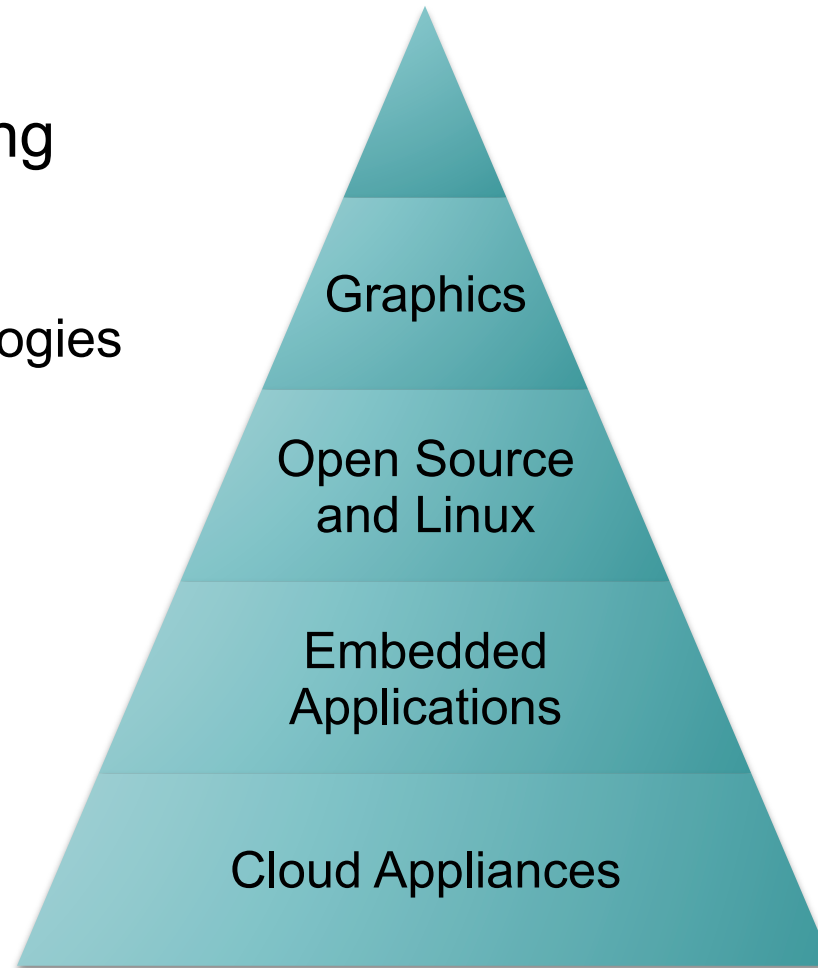 ng
ogies
Graphics
Open Source
and Linux
Embedded
Applications
Cloud Appliances